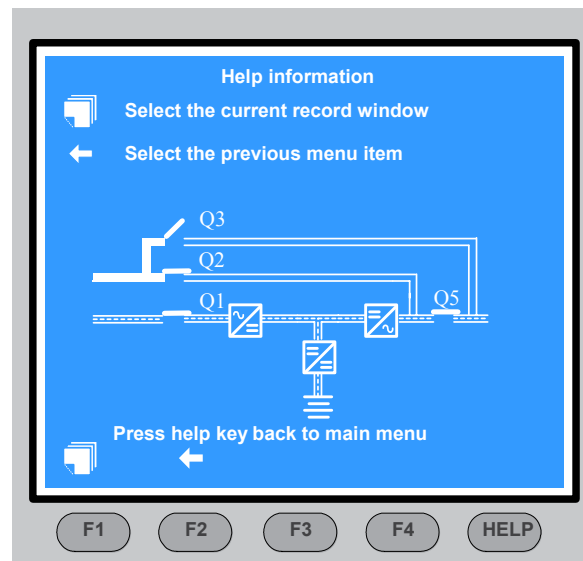 Help information
Select the current record window
Select the previous menu item
Q3
Q2
Q1
Q5
Press help key back to main menu
F1 F2 F3 F4 HELP